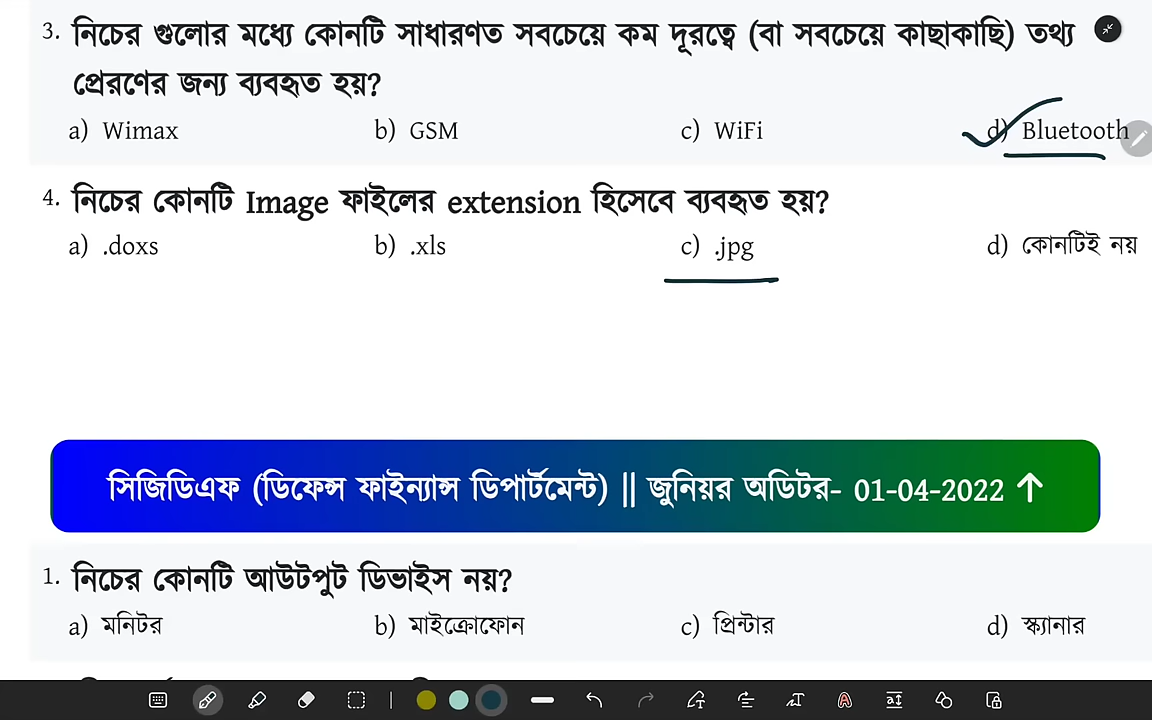 3. নিচের গুলোর মধ্যে কোনটি সাধারণত সবচেয়ে কম দূরত্বে (বা সবচেয়ে কাছাকাছি) তথ্য
প্রেরণের জন্য ব্যবহৃত হয়?
a) Wimax b) GSM c) WiFi d) Bluetooth
4. নিচের কোনটি Image ফাইলের extension হিসেবে ব্যবহৃত হয়?
a) .doxs b) .xls c) .jpg d) কোনটিই নয়
সিজিডিএফ (ডিফেন্স ফাইন্যান্স ডিপার্টমেন্ট) || জুনিয়র অডিটর- 01-04-2022 ↑
1. নিচের কোনটি আউটপুট ডিভাইস নয়?
a) মনিটর b) মাইক্রোফোন c) প্রিন্টার d) স্ক্যানার